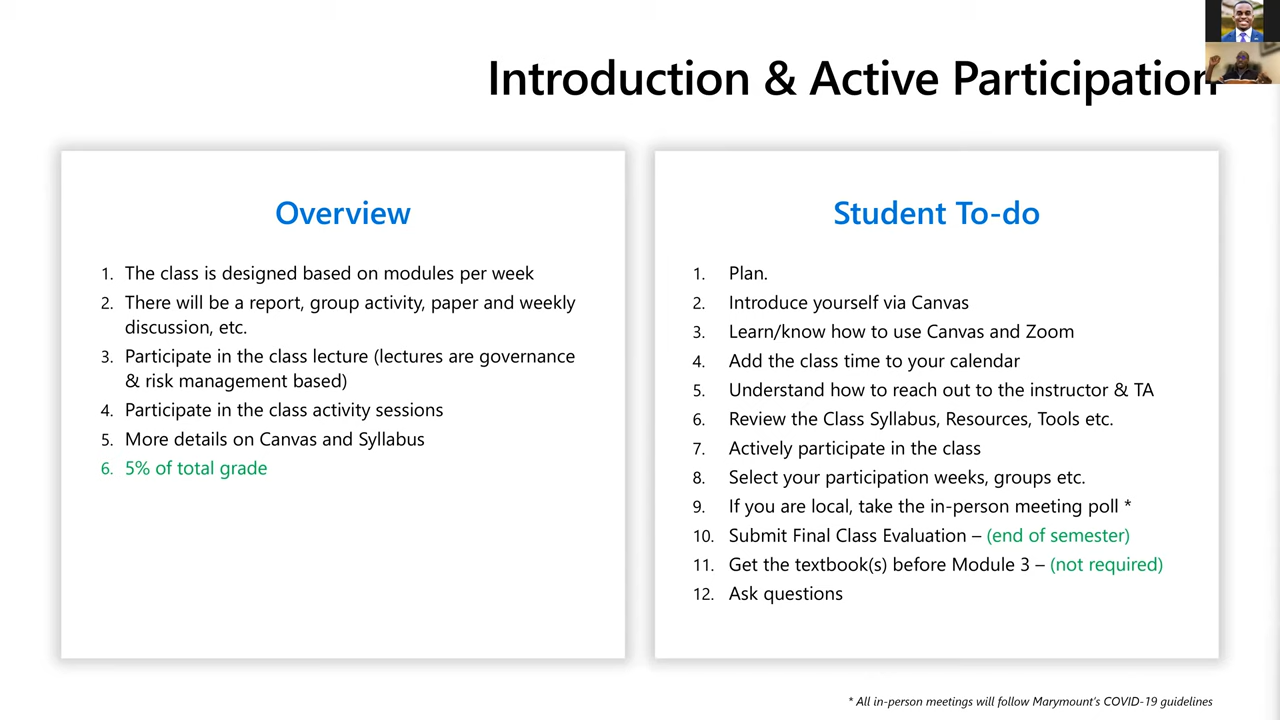 Introduction & Active Participation
Overview
1. The class is designed based on modules per week
2. There will be a report, group activity, paper and weekly
discussion, etc.
3. Participate in the class lecture (lectures are governance
& risk management based)
4. Participate in the class activity sessions
5. More details on Canvas and Syllabus
6. 5% of total grade
Student To-do
1. Plan.
2. Introduce yourself via Canvas
3. Learn/know how to use Canvas and Zoom
4. Add the class time to your calendar
5. Understand how to reach out to the instructor & TA
6. Review the Class Syllabus, Resources, Tools etc.
7. Actively participate in the class
8. Select your participation weeks, groups etc.
9. If you are local, take the in-person meeting poll *
10. Submit Final Class Evaluation – (end of semester)
11. Get the textbook(s) before Module 3 – (not required)
12. Ask questions
* All in-person meetings will follow Marymount's COVID-19 guidelines